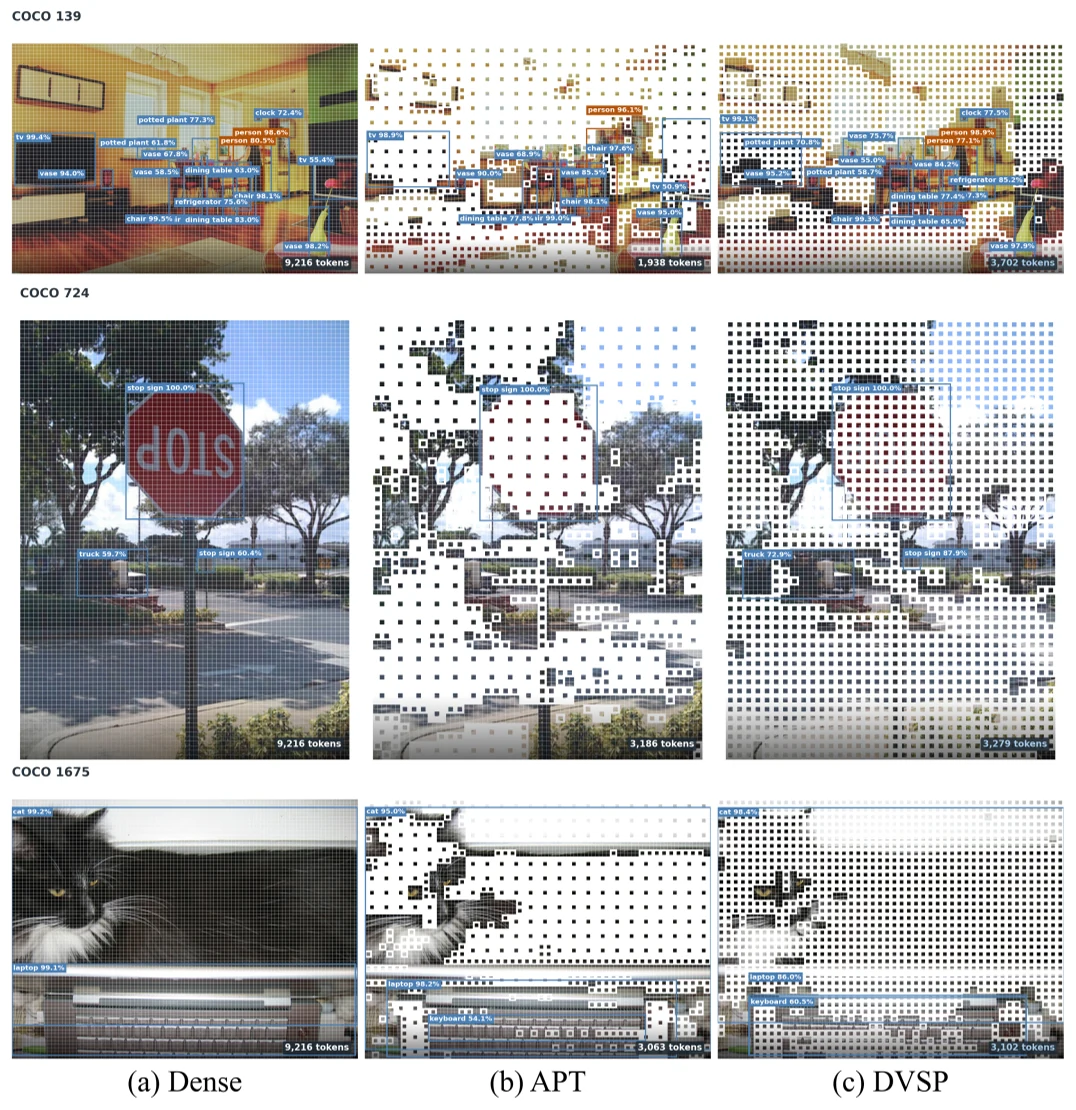 COCO 139
clock 72.4%
potted plant 77.3%
person 98.6%
tv 99.4%
potted plant 61.8%
person 80.5%
vase 67.8%
tv 55.4%
vase 94.0%
vase 58.5%
dining table 63.0%
chair 98.1%
refrigerator 75.6%
chair 99.5%
dining table 83.0%
vase 98.2%
9,216 tokens
person 96.1%
tv 98.9%
chair 97.6%
vase 68.9%
vase 90.0%
vase 85.5%
tv 50.9%
chair 98.1%
vase 95.0%
dining table 77.8%
ir 99.0%
1,938 tokens
clock 77.5%
tv 99.1%
person 98.9%
vase 75.7%
person 77.1%
potted plant 70.8%
vase 55.0%
vase 84.2%
vase 95.2%
potted plant 58.7%
refrigerator 85.2%
dining table 77.4%
7.3%
chair 99.3%
dining table 65.0%
vase 97.9%
3,702 tokens
COCO 724
stop sign 100.0%
STOP
truck 59.7%
stop sign 60.4%
9,216 tokens
stop sign 100.0%
3,186 tokens
stop sign 100.0%
truck 72.9%
stop sign 87.9%
3,279 tokens
COCO 1675
cat 99.2%
laptop 99.1%
9,216 tokens
cat 95.0%
laptop 98.2%
keyboard 54.1%
3,063 tokens
cat 98.4%
laptop 86.0%
keyboard 60.5%
3,102 tokens
(a) Dense
(b) APT
(c) DVSP